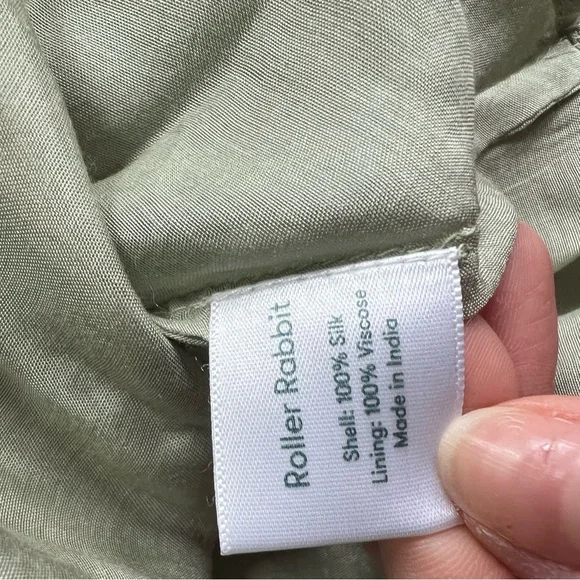 Roller Rabbit
Shell: 100% Silk
Lining: 100% Viscose
Made in India